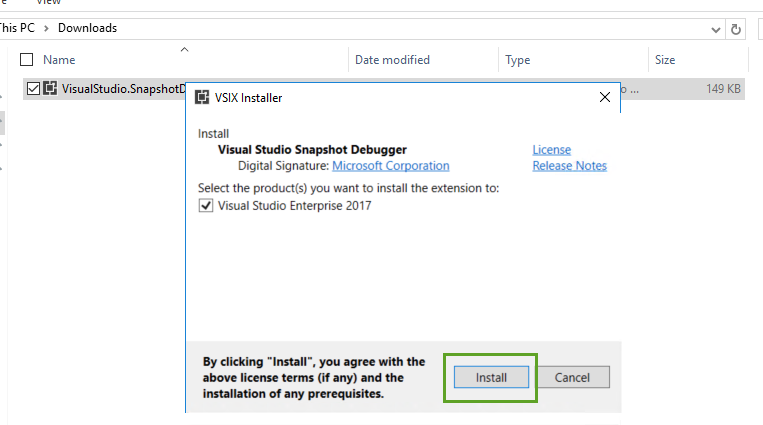 View
This PC > Downloads
Name Date modified Type Size
VisualStudio.SnapshotD 149 KB
VSIX Installer
Install
Visual Studio Snapshot Debugger License
Digital Signature: Microsoft Corporation Release Notes
Select the product(s) you want to install the extension to:
Visual Studio Enterprise 2017
By clicking "Install", you agree with the
above license terms (if any) and the
installation of any prerequisites.
Install Cancel